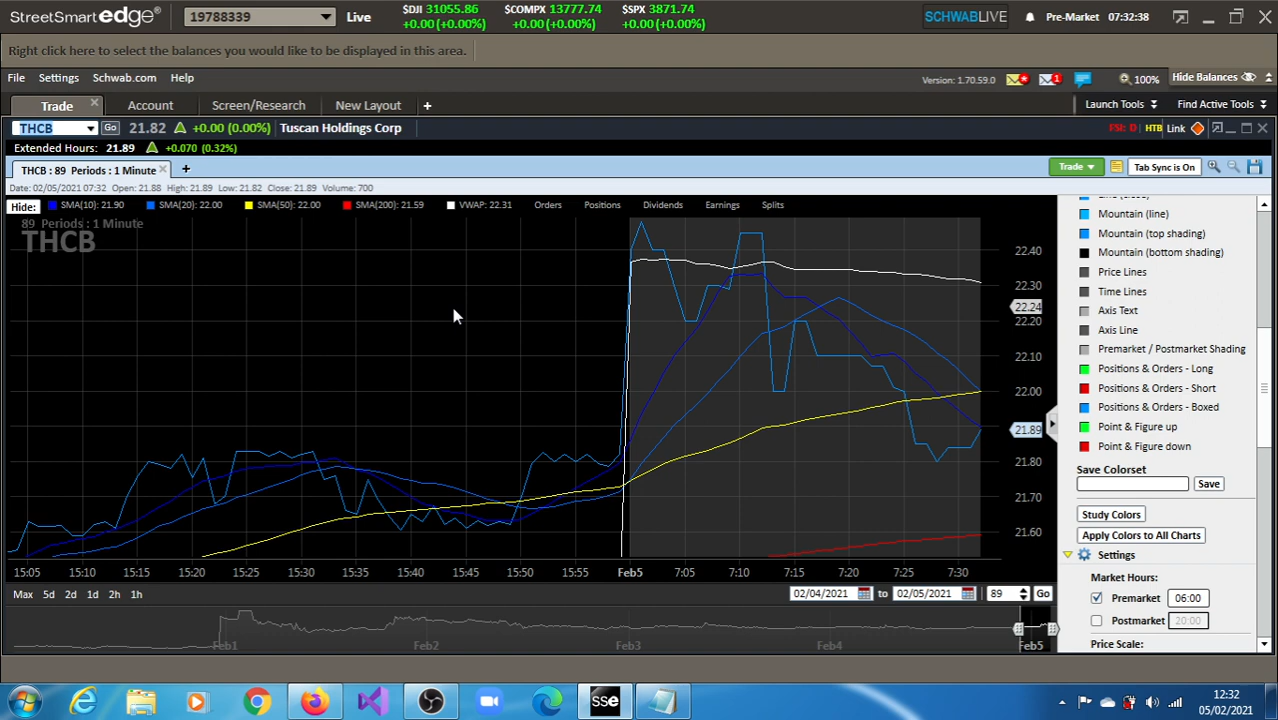 StreetSmart edge® 19788339 Live $DJI 31055.86 +0.00 (+0.00%) $COMPX 13777.74 +0.00 (+0.00%) $SPX 3871.74 +0.00 (+0.00%) SCHWABLIVE Pre-Market 07:32:38
Right click here to select the balances you would like to be displayed in this area.
File Settings Schwab.com Help Version: 1.70.59.0 1 100% Hide Balances
Trade Account Screen/Research New Layout + Launch Tools Find Active Tools
THCB Go 21.82 +0.00 (0.00%) Tuscan Holdings Corp HTB Link
Extended Hours: 21.89 +0.070 (0.32%)
THCB : 89 Periods : 1 Minute + Trade Tab Sync is On
Date: 02/05/2021 07:32 Open: 21.88 High: 21.89 Low: 21.82 Close: 21.89 Volume: 700
Hide: SMA(10): 21.90 SMA(20): 22.00 SMA(50): 22.00 SMA(200): 21.59 VWAP: 22.31 Orders Positions Dividends Earnings Splits
89 Periods : 1 Minute
THCB
22.40
22.30
22.24
22.20
22.10
22.00
21.89
21.80
21.70
21.60
15:05 15:10 15:15 15:20 15:25 15:30 15:35 15:40 15:45 15:50 15:55 Feb5 7:05 7:10 7:15 7:20 7:25 7:30
Max 5d 2d 1d 2h 1h 02/04/2021 to 02/05/2021 89 Go
Feb1 Feb2 Feb3 Feb4 Feb5
Mountain (line)
Mountain (top shading)
Mountain (bottom shading)
Price Lines
Time Lines
Axis Text
Axis Line
Premarket / Postmarket Shading
Positions & Orders - Long
Positions & Orders - Short
Positions & Orders - Boxed
Point & Figure up
Point & Figure down
Save Colorset
Save
Study Colors
Apply Colors to All Charts
Settings
Market Hours:
Premarket 06:00
Postmarket 20:00
Price Scale:
sse 12:32
05/02/2021